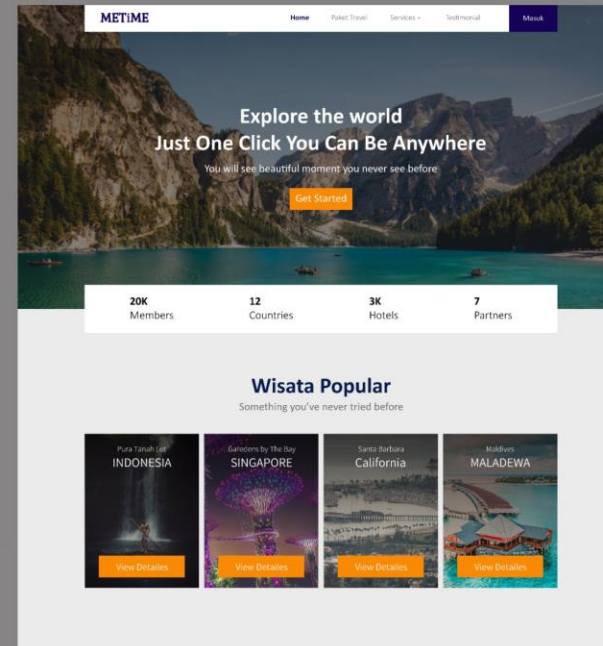 METiME
Home Paket Travel Services Testimonial Masuk
Explore the world
Just One Click You Can Be Anywhere
You will see beautiful moment you never see before
Get Started
20K 12 3K 7
Members Countries Hotels Partners
Wisata Popular
Something you've never tried before
Pura Tanah Lot
INDONESIA
View Detailes
Garedens by The Bay
SINGAPORE
View Detailes
Santa Barbara
California
View Detailes
Maldives
MALADEWA
View Detailes